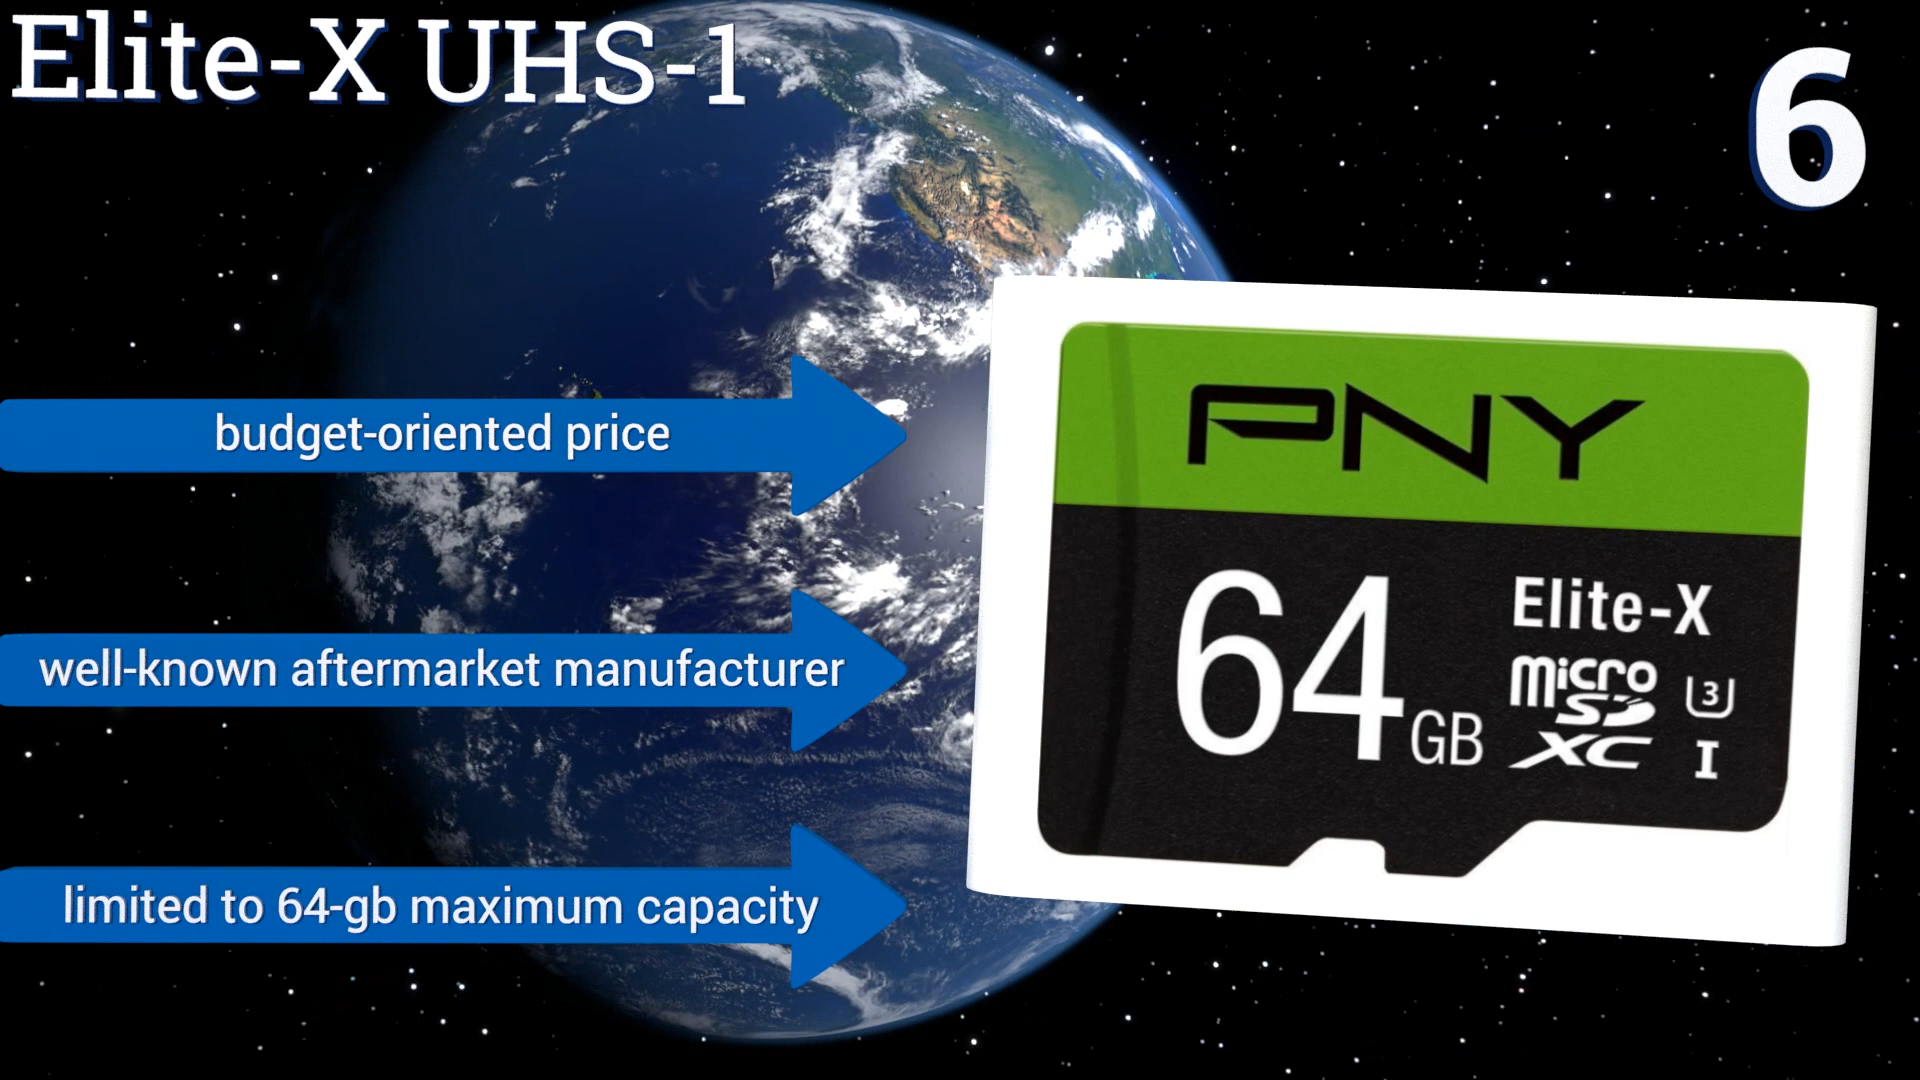 Elite-X UHS-1
6
budget-oriented price
well-known aftermarket manufacturer
limited to 64-gb maximum capacity
PNY
64GB
Elite-X
micro
SD
XC
3
I